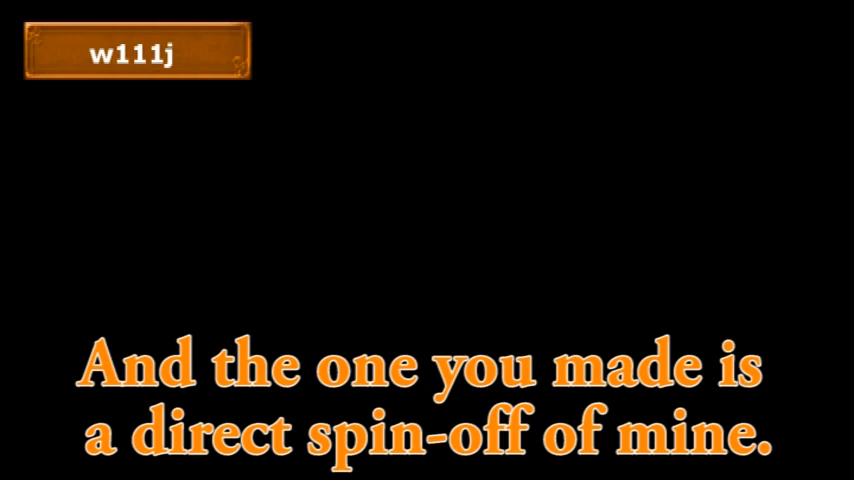 w111j
And the one you made is
a direct spin-off of mine.